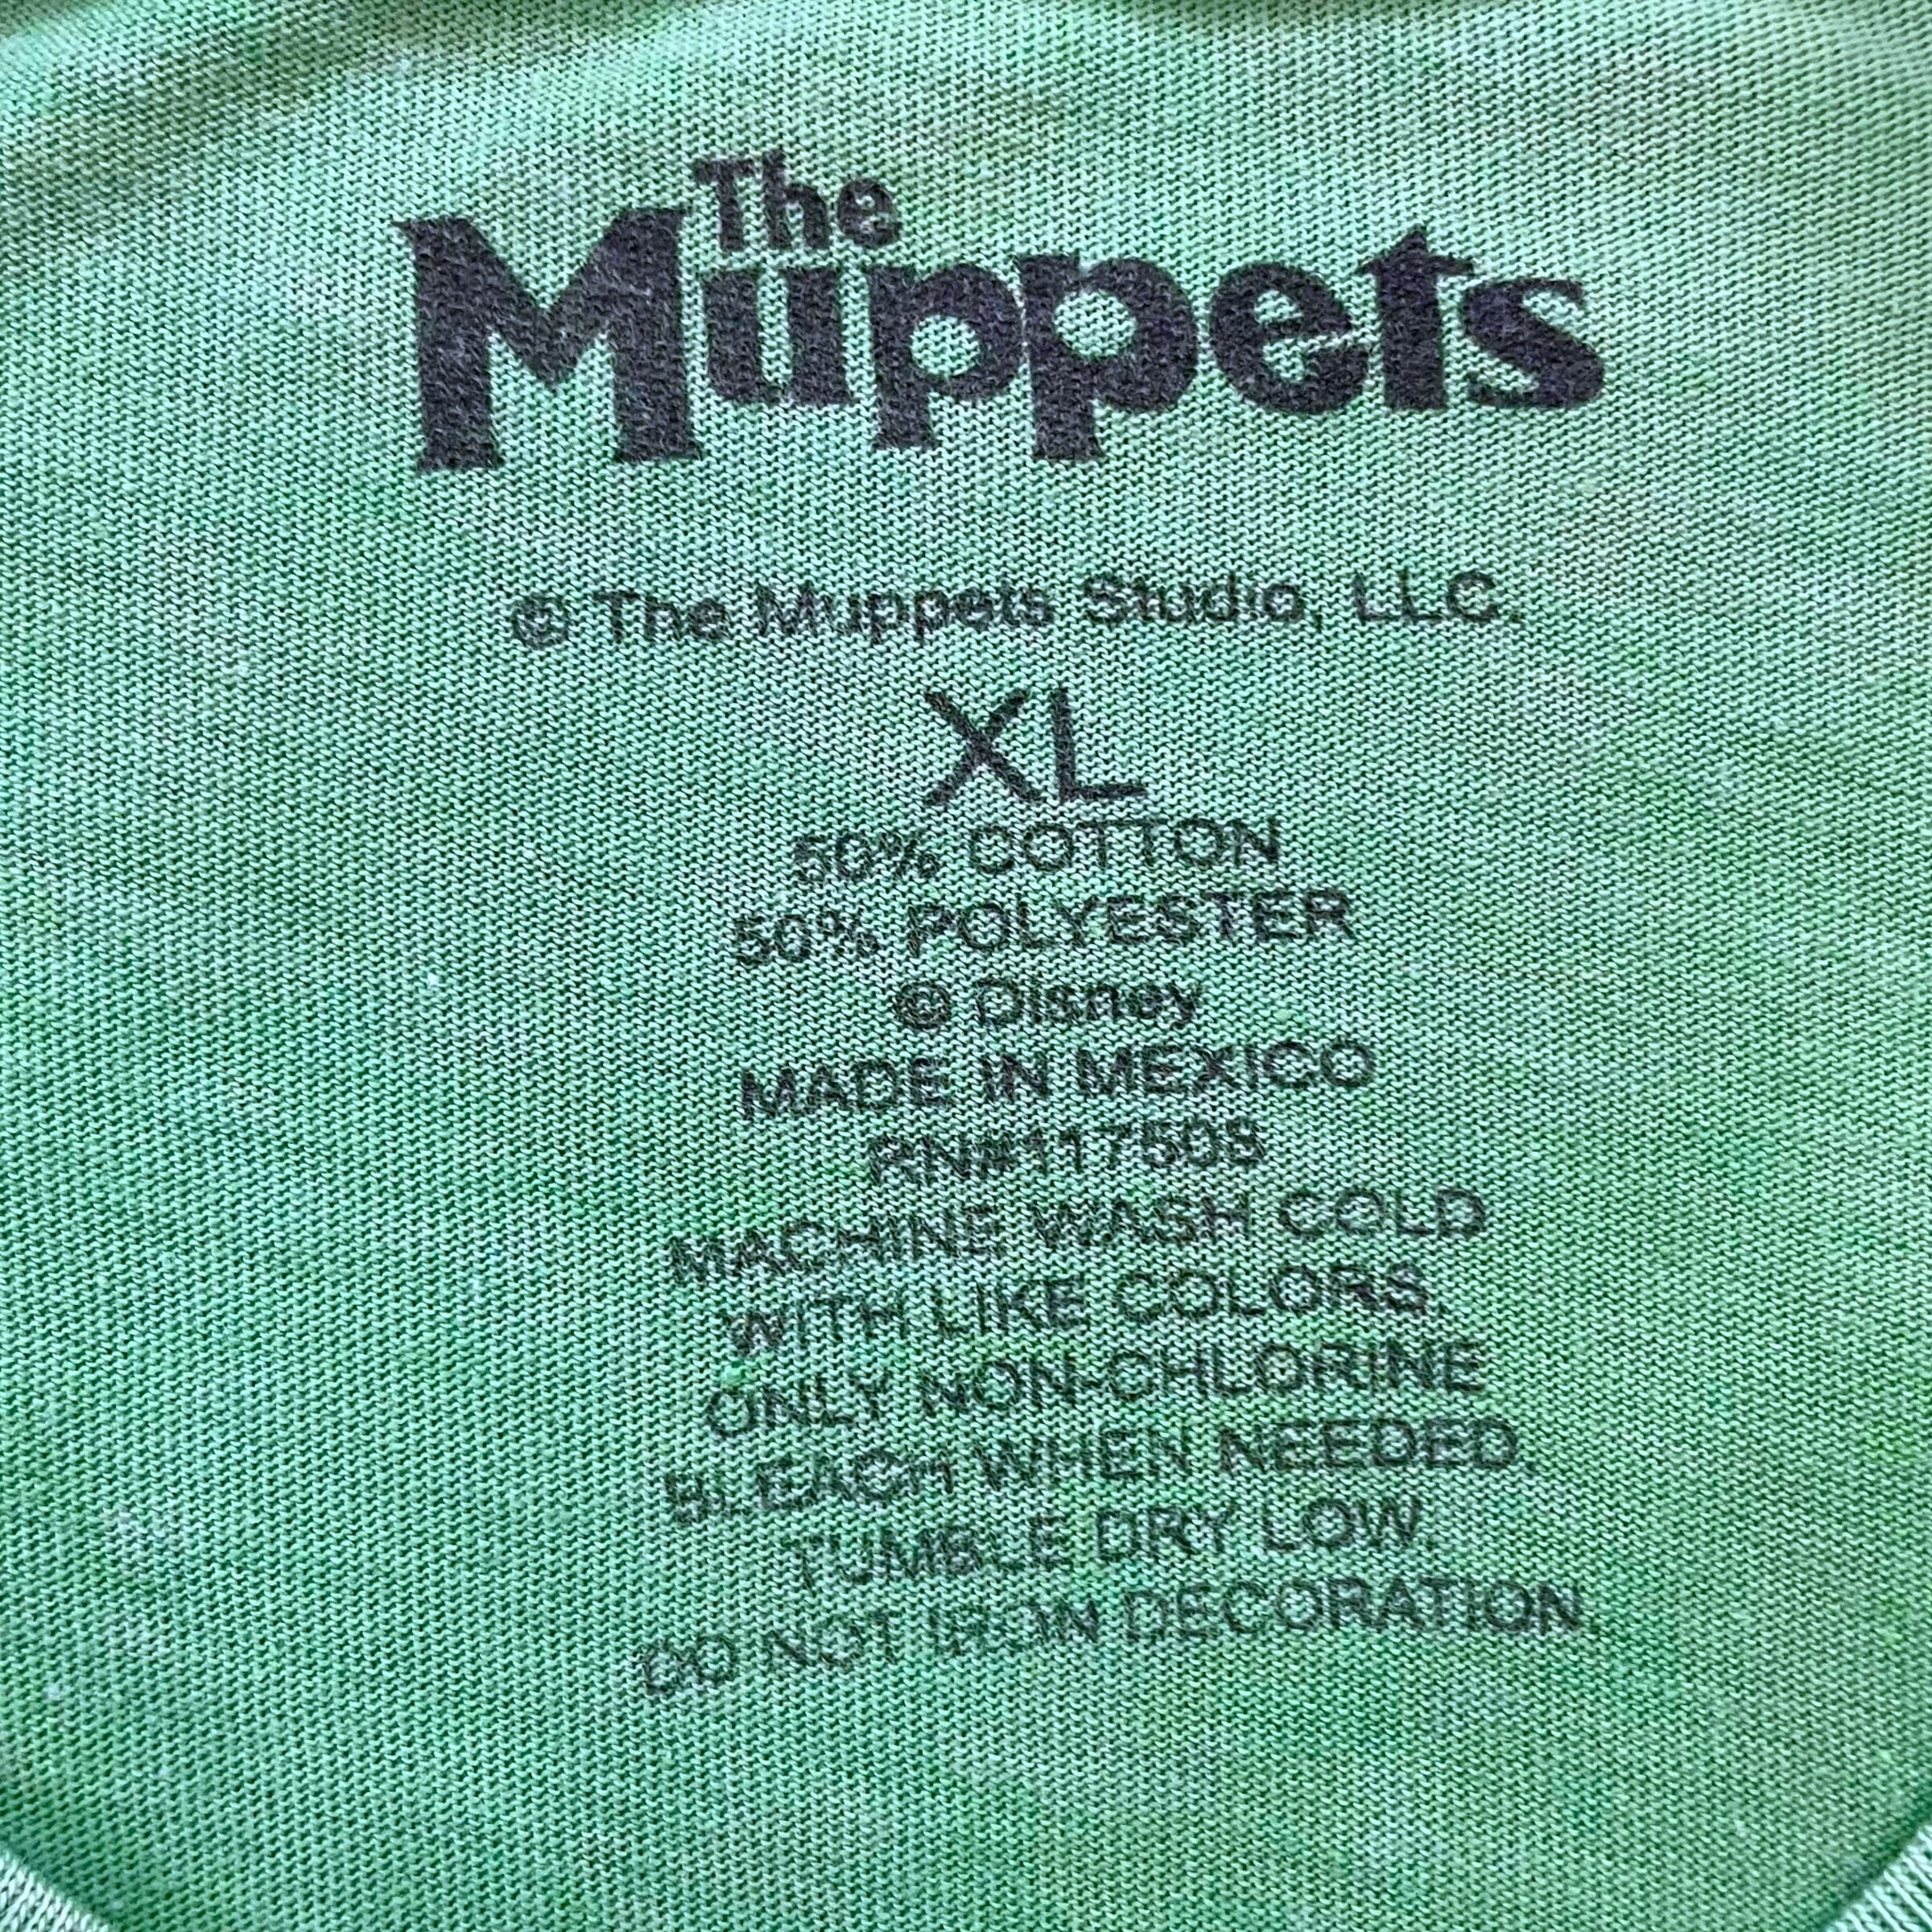 The
Muppets
© The Muppets Studio, LLC.
XL
50% COTTON
50% POLYESTER
© Disney
MADE IN MEXICO
RN#117508
MACHINE WASH COLD
WITH LIKE COLORS,
ONLY NON-CHLORINE
BLEACH WHEN NEEDED.
TUMBLE DRY LOW.
DO NOT IRON DECORATION